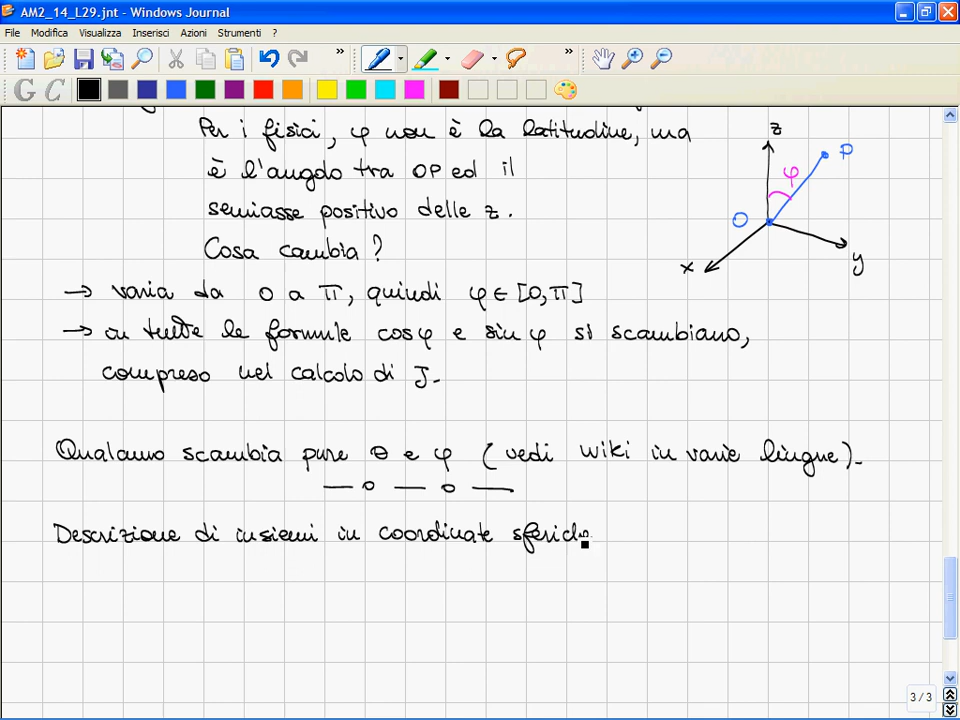 AM2_14_L29.jnt - Windows Journal
File Modifica Visualizza Inserisci Azioni Strumenti ?
Per i fisici, φ non è la latitudine, ma
è l'angolo tra OP ed il
semiasse positivo delle z.
Cosa cambia?
→ varia da 0 a π, quindi φ ∈ [0,π]
→ in tutte le formule cosφ e sin φ si scambiano,
compreso nel calcolo di J.
z
P
φ
O
x
y
Qualcuno scambia pure θ e φ (vedi wiki in varie lingue).
— o — o —
Descrizione di insiemi in coordinate sferich
3 / 3